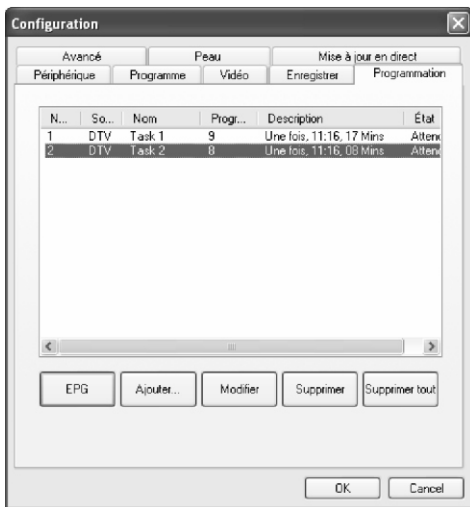 Configuration
Avancé Peau Mise à jour en direct
Périphérique Programme Vidéo Enregistrer Programmation
N... So... Nom Progr... Description État
1 DTV Task 1 9 Une fois, 11:16, 17 Mins Atten
2 DTV Task 2 8 Une fois, 11:16, 08 Mins Atten
EPG Ajouter... Modifier Supprimer Supprimer tout
OK Cancel